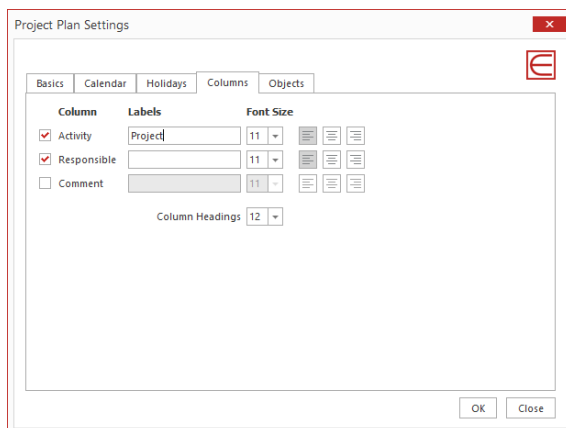 Project Plan Settings
Basics Calendar Holidays Columns Objects
Column Labels Font Size
Activity Project 11
Responsible 11
Comment 11
Column Headings 12
OK Close